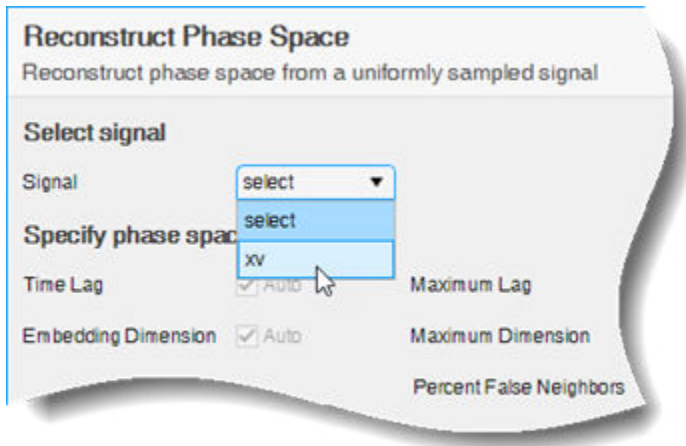 Reconstruct Phase Space
Reconstruct phase space from a uniformly sampled signal
Select signal
Signal select
select
Specify phase spac
xv
Time Lag Auto Maximum Lag
Embedding Dimension Auto Maximum Dimension
Percent False Neighbors